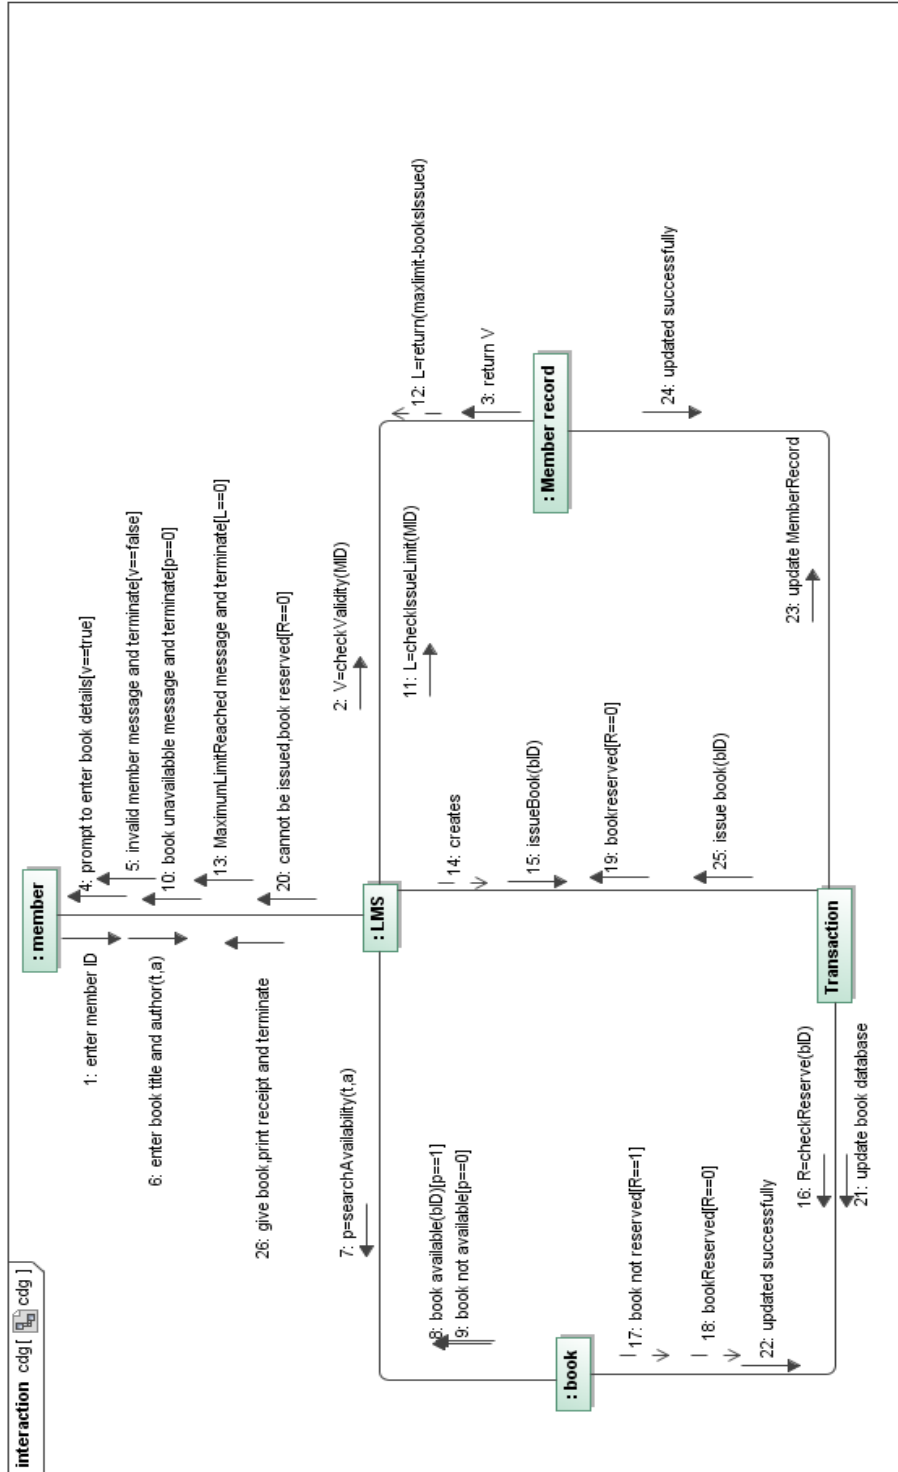 interaction cdg [ cdg ]
: member
1: enter member ID
6: enter book title and author(t,a)
26: give book,print receipt and terminate
4: prompt to enter book details[v==true]
5: invalid member message and terminate[v==false]
10: book unavailabble message and terminate[p==0]
13: MaximumLimitReached message and terminate[L==0]
20: cannot be issued,book reserved[R==0]
: LMS
2: V=checkValidity(MID)
11: L=checkIssueLimit(MID)
12: L=return(maxlimit-booksIssued)
3: return V
: Member record
24: updated successfully
23: update MemberRecord
7: p=searchAvailability(t,a)
8: book available(bID)[p==1]
9: book not available[p==0]
: book
17: book not reserved[R==1]
18: bookReserved[R==0]
22: updated successfully
14: creates
15: issueBook(bID)
19: bookreserved[R==0]
25: issue book(bID)
Transaction
16: R=checkReserve(bID)
21: update book database